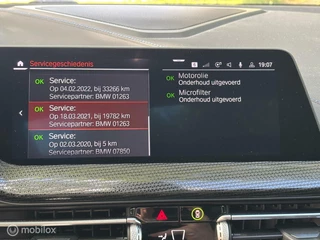 Servicegeschiedenis
19:07
OK Service:
Op 04.02.2022, bij 33266 km
Servicepartner: BMW 01263
OK Service:
Op 18.03.2021, bij 19782 km
Servicepartner: BMW 01263
OK Service:
Op 02.03.2020, bij 5 km
Servicepartner: BMW 07850
OK Motorolie
Onderhoud uitgevoerd
OK Microfilter
Onderhoud uitgevoerd
mobilox